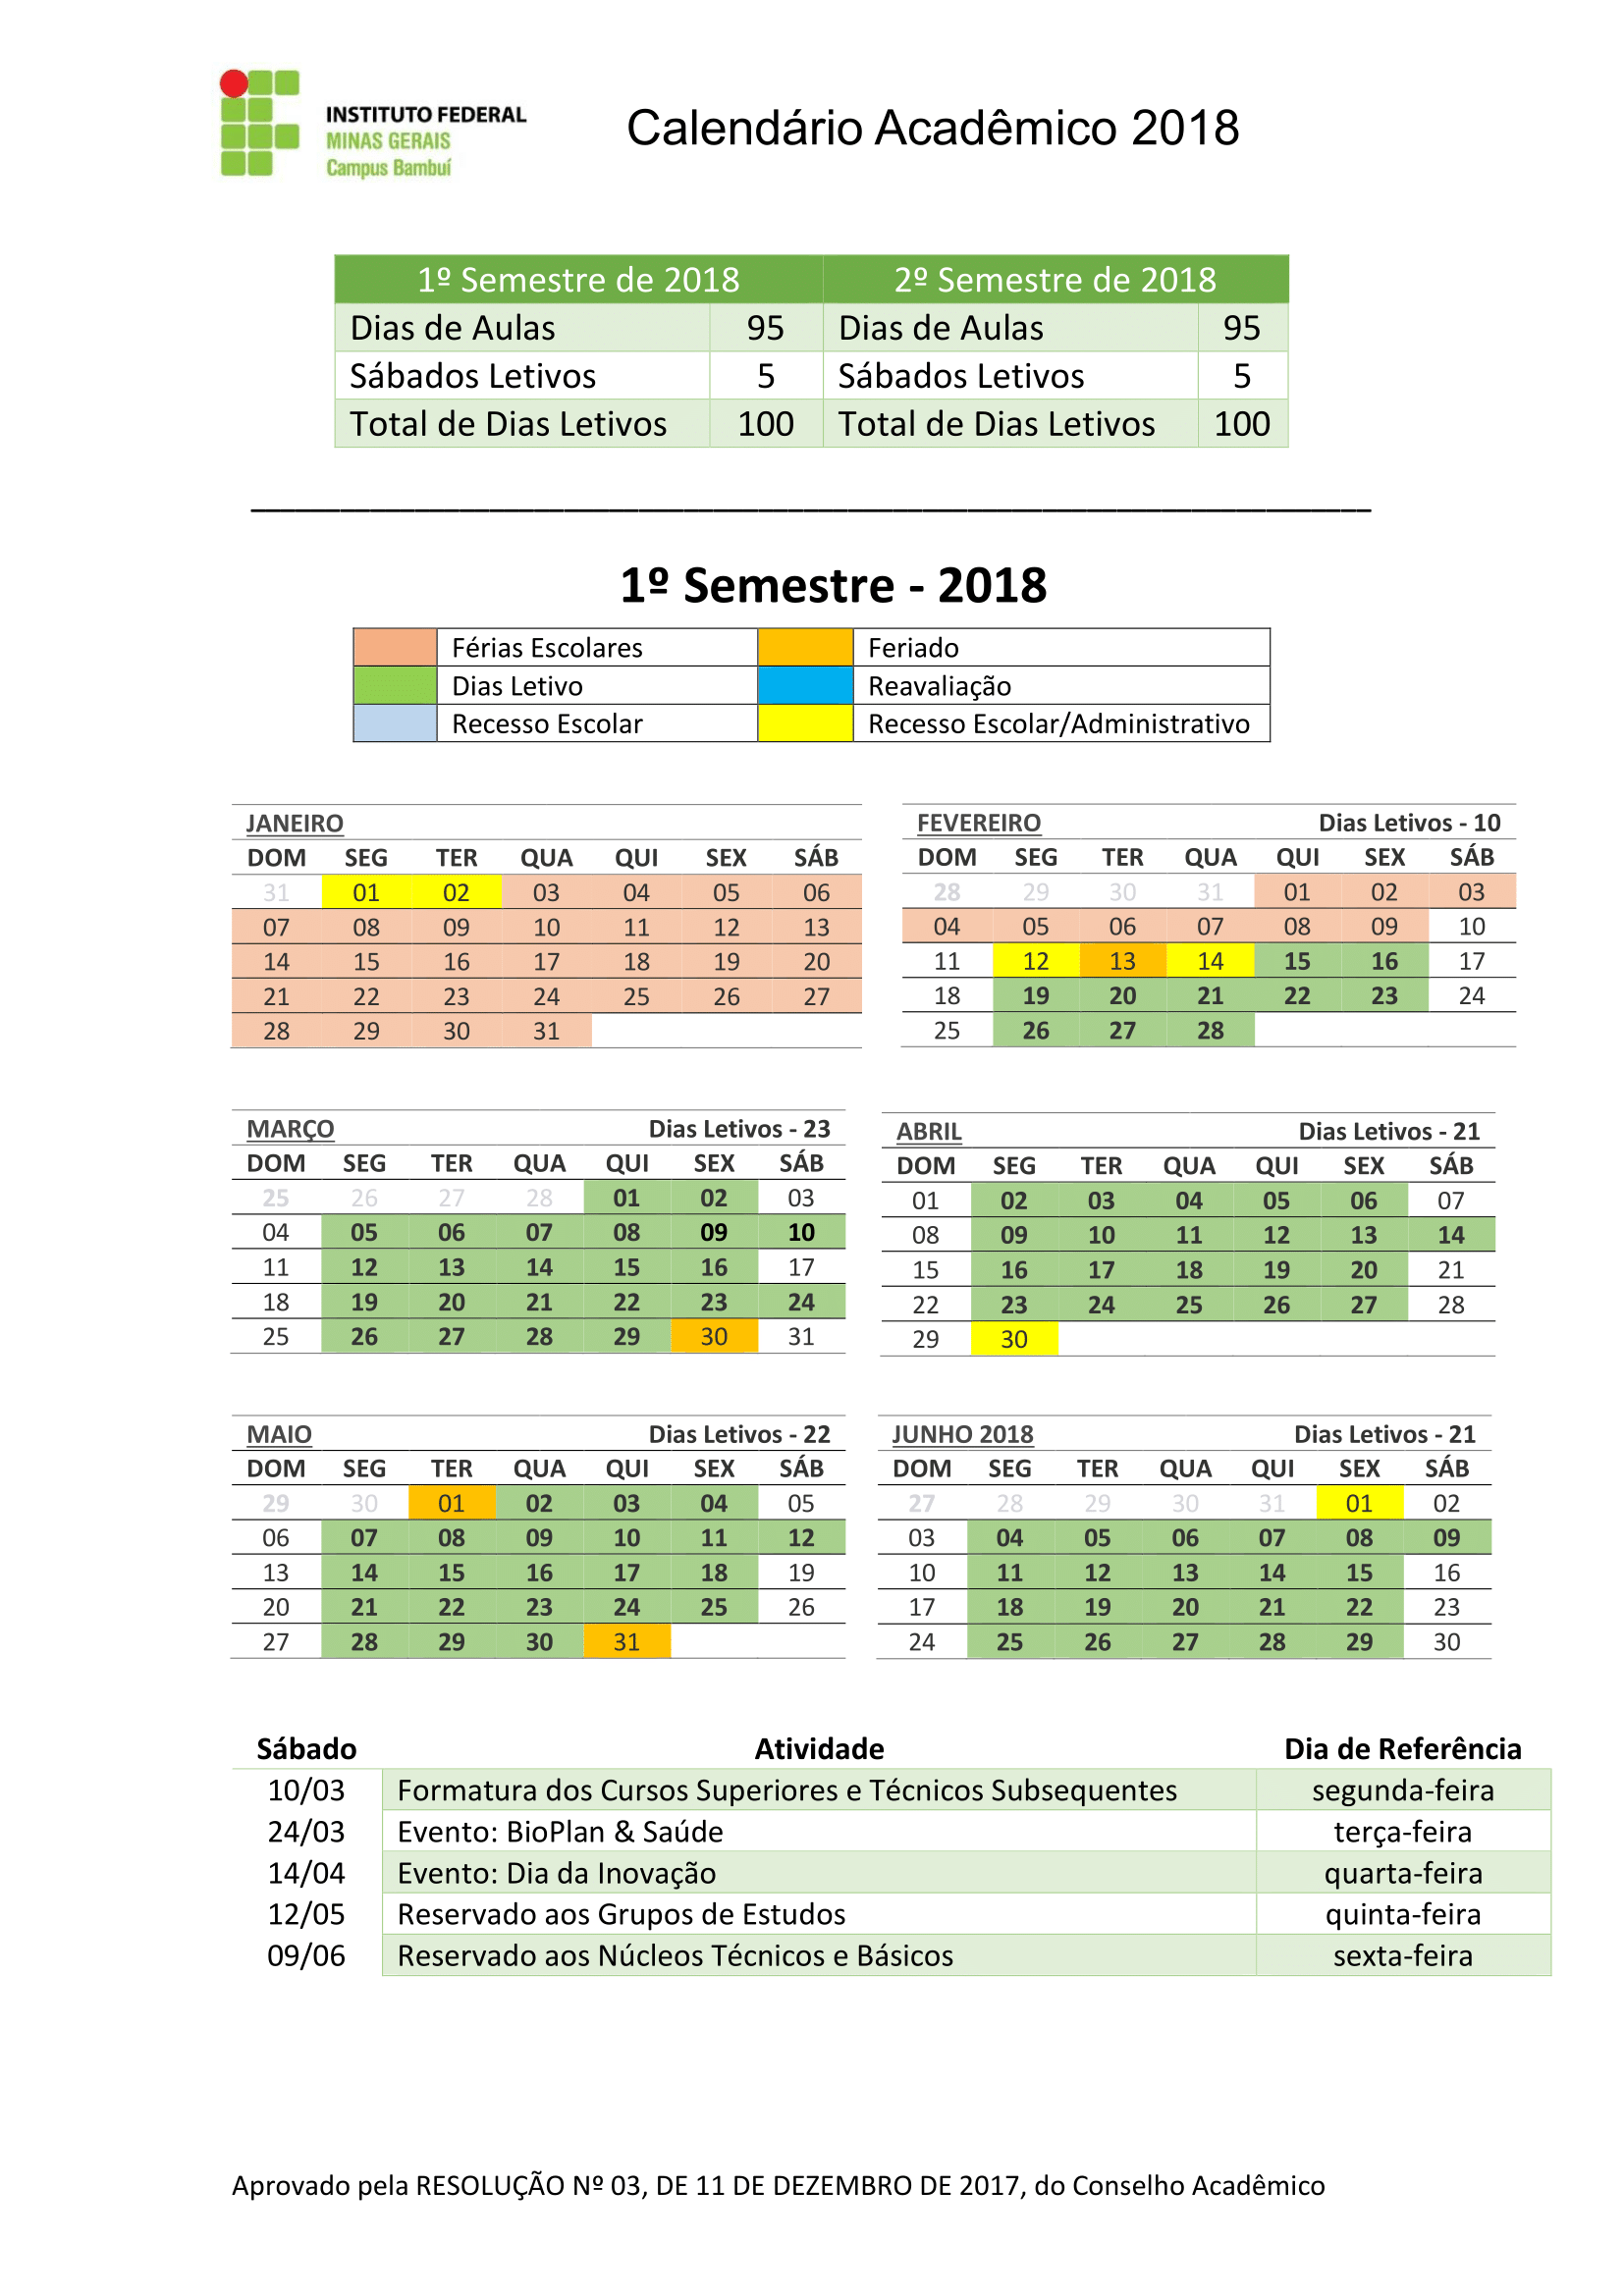 INSTITUTO FEDERAL
MINAS GERAIS
Campus Bambuí
Calendário Acadêmico 2018
1º Semestre de 2018 2º Semestre de 2018
Dias de Aulas 95 Dias de Aulas 95
Sábados Letivos 5 Sábados Letivos 5
Total de Dias Letivos 100 Total de Dias Letivos 100
1º Semestre - 2018
Férias Escolares Feriado
Dias Letivo Reavaliação
Recesso Escolar Recesso Escolar/Administrativo
JANEIRO
DOM SEG TER QUA QUI SEX SÁB
31 01 02 03 04 05 06
07 08 09 10 11 12 13
14 15 16 17 18 19 20
21 22 23 24 25 26 27
28 29 30 31
FEVEREIRO Dias Letivos - 10
DOM SEG TER QUA QUI SEX SÁB
28 29 30 31 01 02 03
04 05 06 07 08 09 10
11 12 13 14 15 16 17
18 19 20 21 22 23 24
25 26 27 28
MARÇO Dias Letivos - 23
DOM SEG TER QUA QUI SEX SÁB
25 26 27 28 01 02 03
04 05 06 07 08 09 10
11 12 13 14 15 16 17
18 19 20 21 22 23 24
25 26 27 28 29 30 31
ABRIL Dias Letivos - 21
DOM SEG TER QUA QUI SEX SÁB
01 02 03 04 05 06 07
08 09 10 11 12 13 14
15 16 17 18 19 20 21
22 23 24 25 26 27 28
29 30
MAIO Dias Letivos - 22
DOM SEG TER QUA QUI SEX SÁB
29 30 01 02 03 04 05
06 07 08 09 10 11 12
13 14 15 16 17 18 19
20 21 22 23 24 25 26
27 28 29 30 31
JUNHO 2018 Dias Letivos - 21
DOM SEG TER QUA QUI SEX SÁB
27 28 29 30 31 01 02
03 04 05 06 07 08 09
10 11 12 13 14 15 16
17 18 19 20 21 22 23
24 25 26 27 28 29 30
Sábado Atividade Dia de Referência
10/03 Formatura dos Cursos Superiores e Técnicos Subsequentes segunda-feira
24/03 Evento: BioPlan & Saúde terça-feira
14/04 Evento: Dia da Inovação quarta-feira
12/05 Reservado aos Grupos de Estudos quinta-feira
09/06 Reservado aos Núcleos Técnicos e Básicos sexta-feira
Aprovado pela RESOLUÇÃO Nº 03, DE 11 DE DEZEMBRO DE 2017, do Conselho Acadêmico